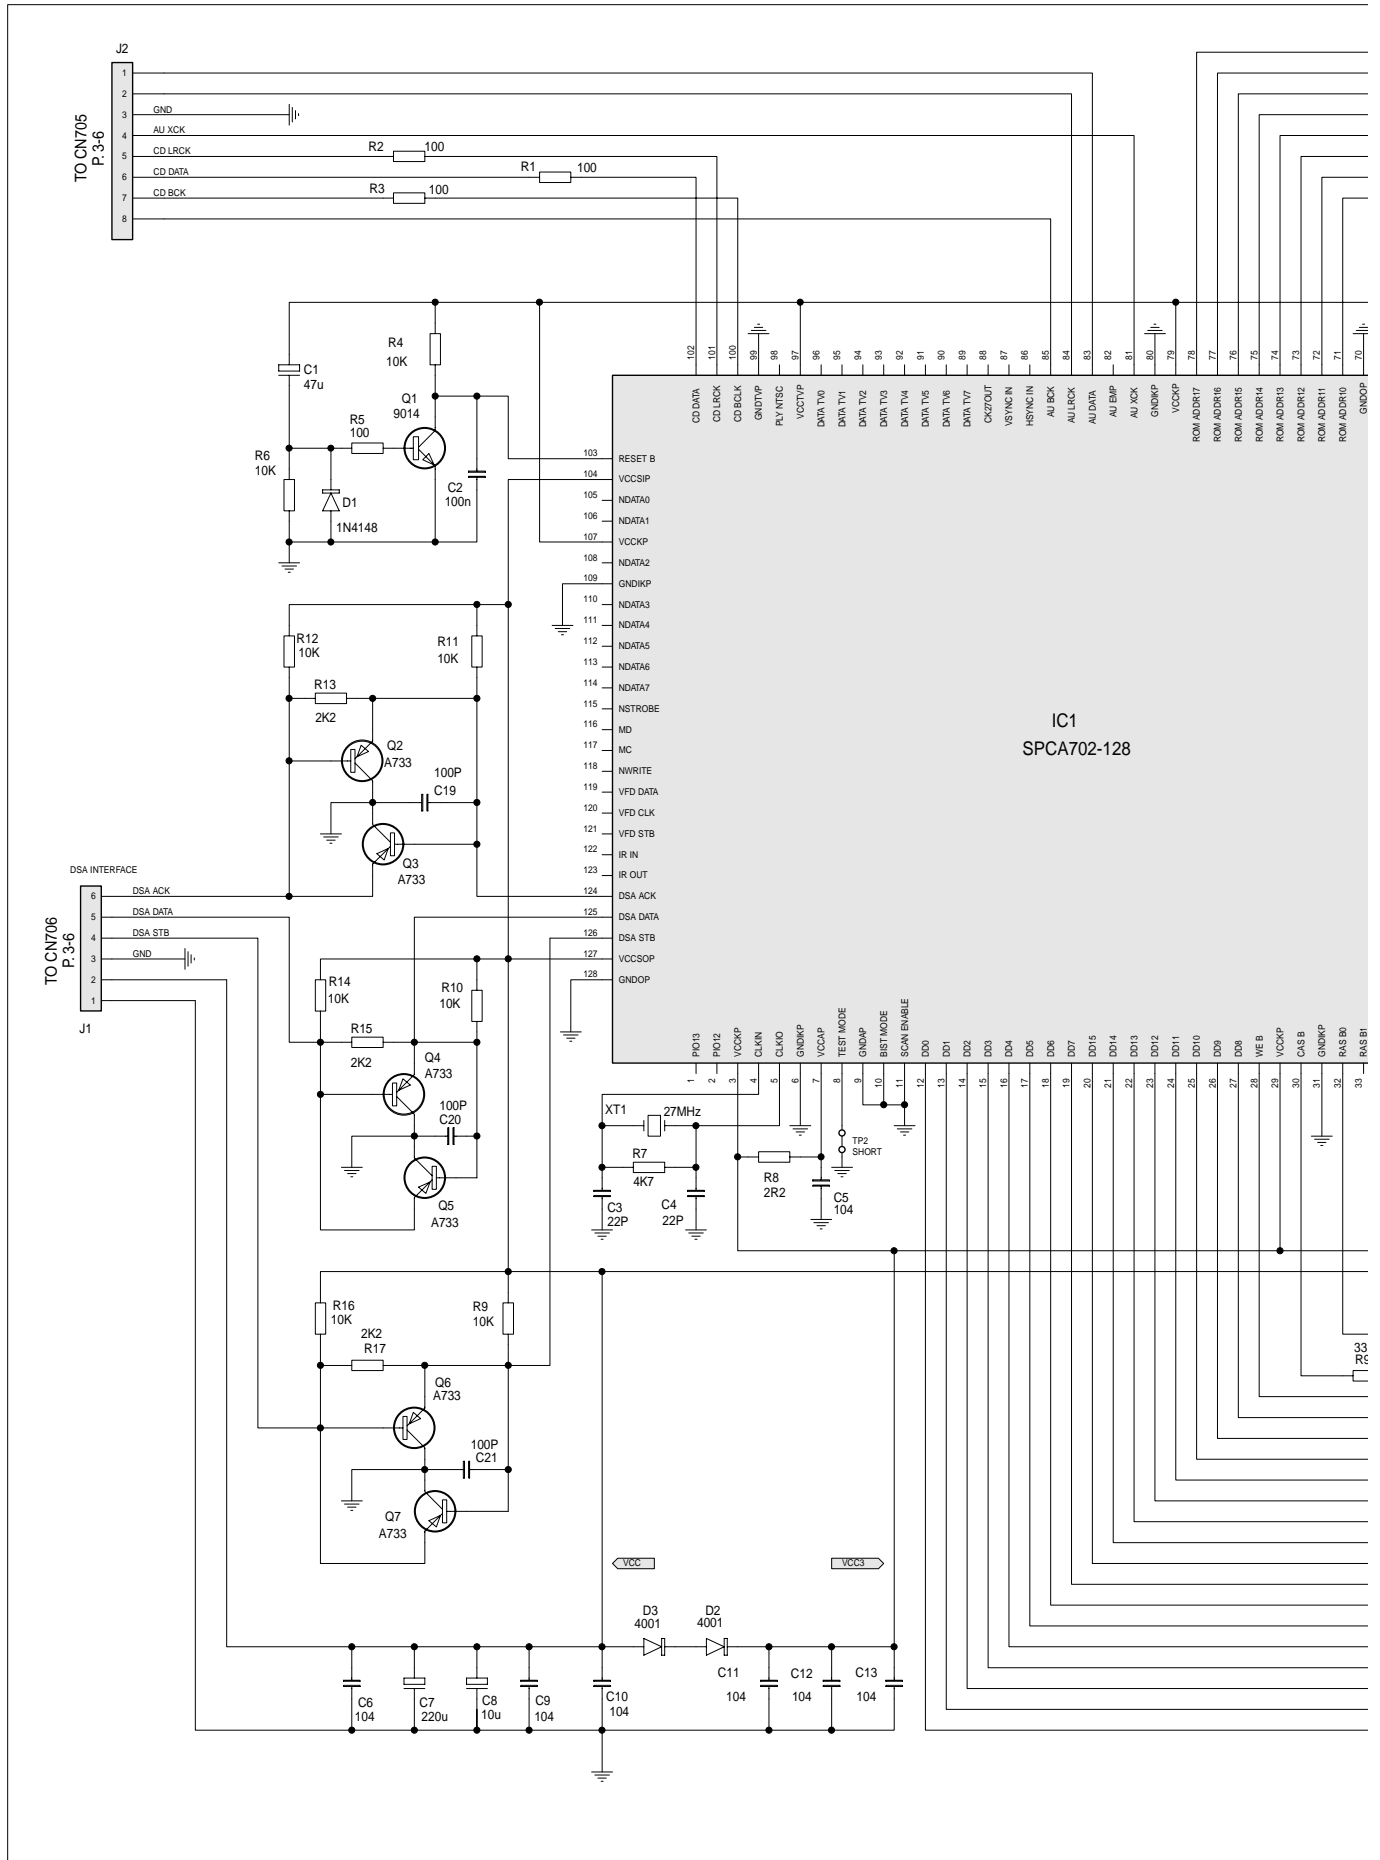 J2
TO CN705
P. 3-6
1
2
3
4
5
6
7
8
GND
AU XCK
CD LRCK
CD DATA
CD BCK
R2
100
R1
100
R3
100
C1
47u
R4
10K
Q1
9014
R5
100
R6
10K
D1
1N4148
C2
100n
102
101
100
99
98
97
96
95
94
93
92
91
90
89
88
87
86
85
84
83
82
81
80
79
78
77
76
75
74
73
72
71
70
CD DATA
CD LRCK
CD BCLK
GNDTVP
PLY NTSC
VCCTVP
DATA TV0
DATA TV1
DATA TV2
DATA TV3
DATA TV4
DATA TV5
DATA TV6
DATA TV7
CK27OUT
VSYNC IN
HSYNC IN
AU BCK
AU LRCK
AU DATA
AU EMP
AU XCK
GNDIKP
VCCKP
ROM ADDR17
ROM ADDR16
ROM ADDR15
ROM ADDR14
ROM ADDR13
ROM ADDR12
ROM ADDR11
ROM ADDR10
GNDOP
103 RESET B
104 VCCSIP
105 NDATA0
106 NDATA1
107 VCCKP
108 NDATA2
109 GNDIKP
110 NDATA3
111 NDATA4
112 NDATA5
113 NDATA6
114 NDATA7
115 NSTROBE
116 MD
117 MC
118 NWRITE
119 VFD DATA
120 VFD CLK
121 VFD STB
122 IR IN
123 IR OUT
124 DSA ACK
125 DSA DATA
126 DSA STB
127 VCCSOP
128 GNDOP
IC1
SPCA702-128
R12
10K
R11
10K
R13
2K2
Q2
A733
100P
C19
Q3
A733
DSA INTERFACE
TO CN706
P. 3-6
6
5
4
3
2
1
J1
DSA ACK
DSA DATA
DSA STB
GND
R14
10K
R10
10K
R15
2K2
Q4
A733
100P
C20
Q5
A733
PIO13
PIO12
VCCKP
CLKIN
CLKIO
GNDIKP
VCCAP
TEST MODE
GNDAP
BIST MODE
SCAN ENABLE
DD0
DD1
DD2
DD3
DD4
DD5
DD6
DD7
DD15
DD14
DD13
DD12
DD11
DD10
DD9
DD8
WE B
VCCKP
CAS B
GNDIKP
RAS B0
RAS B1
1
2
3
4
5
6
7
8
9
10
11
12
13
14
15
16
17
18
19
20
21
22
23
24
25
26
27
28
29
30
31
32
33
XT1
27MHz
R7
4K7
C3
22P
C4
22P
R8
2R2
C5
104
TP2
SHORT
R16
10K
R9
10K
2K2
R17
Q6
A733
100P
C21
Q7
A733
33
R9
VCC
VCC3
D3
4001
D2
4001
C6
104
C7
220u
C8
10u
C9
104
C10
104
C11
104
C12
104
C13
104